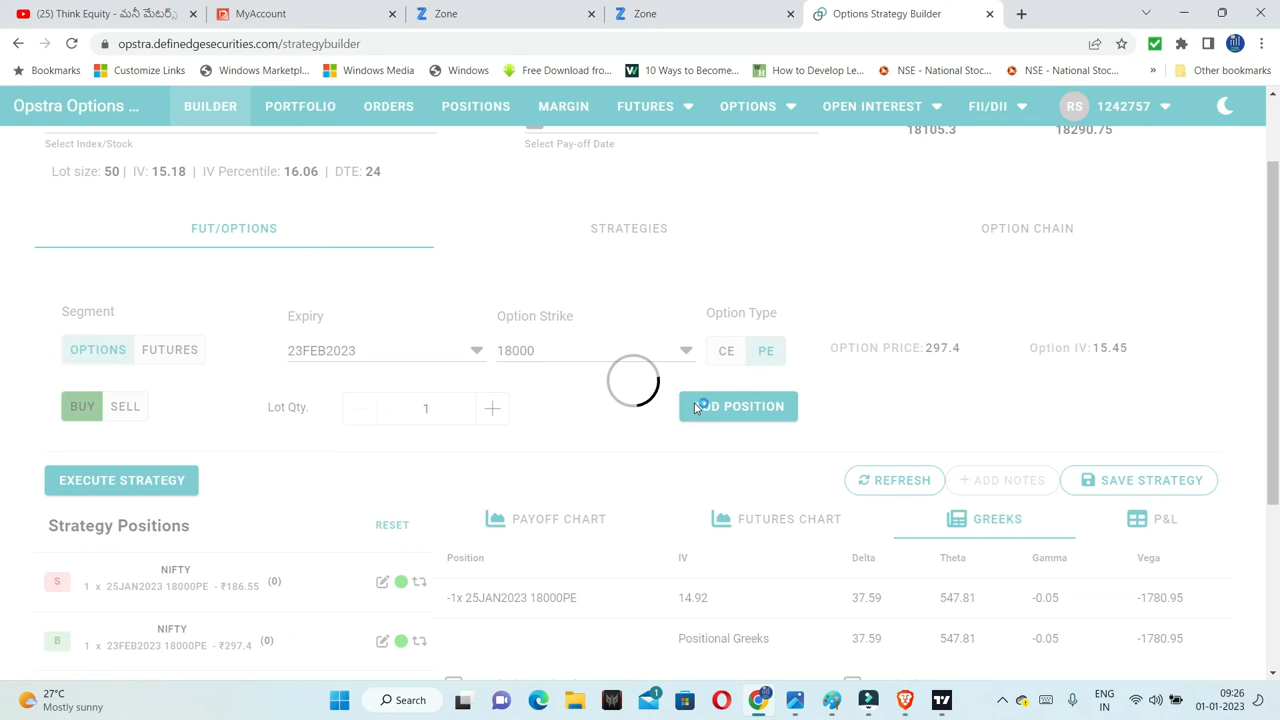 (25) Think Equity - మనీ మేటర్స్
MyAccount
Zone
Zone
Options Strategy Builder
opstra.definedgesecurities.com/strategybuilder
Bookmarks
Customize Links
Windows Marketpl...
Windows Media
Windows
Free Download fro...
10 Ways to Become...
How to Develop Le...
NSE - National Stoc...
NSE - National Stoc...
»
Other bookmarks
Opstra Options ...
BUILDER
PORTFOLIO
ORDERS
POSITIONS
MARGIN
FUTURES
OPTIONS
OPEN INTEREST
FII/DII
RS
1242757
18105.3
18290.75
Select Index/Stock
Select Pay-off Date
Lot size: 50 | IV: 15.18 | IV Percentile: 16.06 | DTE: 24
FUT/OPTIONS
STRATEGIES
OPTION CHAIN
Segment
Expiry
Option Strike
Option Type
OPTIONS
FUTURES
23FEB2023
18000
CE
PE
OPTION PRICE: 297.4
Option IV: 15.45
BUY
SELL
Lot Qty.
1
D POSITION
EXECUTE STRATEGY
REFRESH
+ ADD NOTES
SAVE STRATEGY
Strategy Positions
RESET
PAYOFF CHART
FUTURES CHART
GREEKS
P&L
Position
IV
Delta
Theta
Gamma
Vega
S
NIFTY
1 x 25JAN2023 18000PE - ₹186.55 (0)
-1x 25JAN2023 18000PE
14.92
37.59
547.81
-0.05
-1780.95
B
NIFTY
1 x 23FEB2023 18000PE - ₹297.4 (0)
Positional Greeks
37.59
547.81
-0.05
-1780.95
27°C
Mostly sunny
Search
1
ENG
IN
09:26
01-01-2023